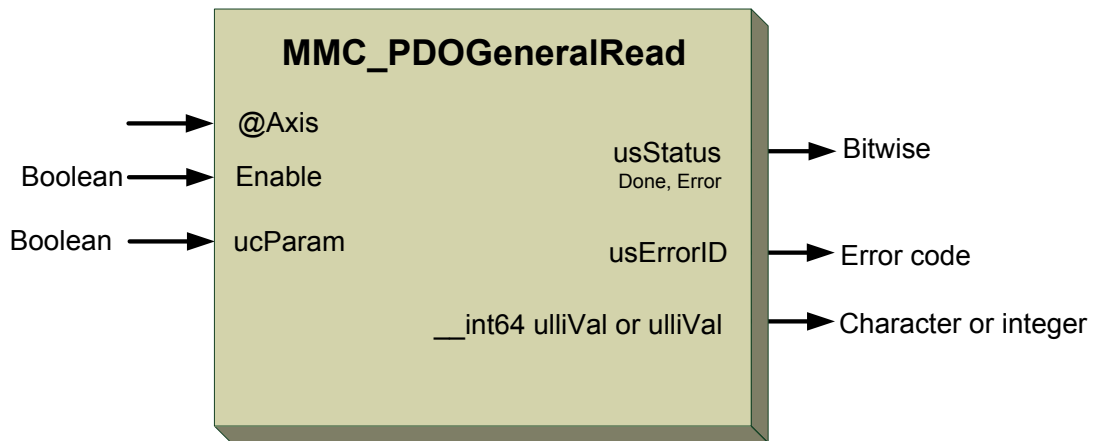 MMC_PDOGeneralRead
@Axis
Boolean
Enable
Boolean
ucParam
usStatus
Done, Error
Bitwise
usErrorID
Error code
__int64 ulliVal or ulliVal
Character or integer